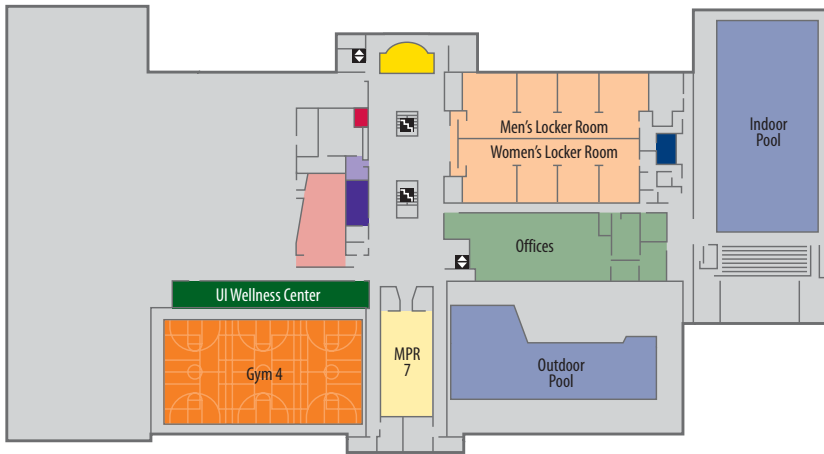 Men's Locker Room
Women's Locker Room
Indoor
Pool
Offices
UI Wellness Center
Gym 4
MPR
7
Outdoor
Pool